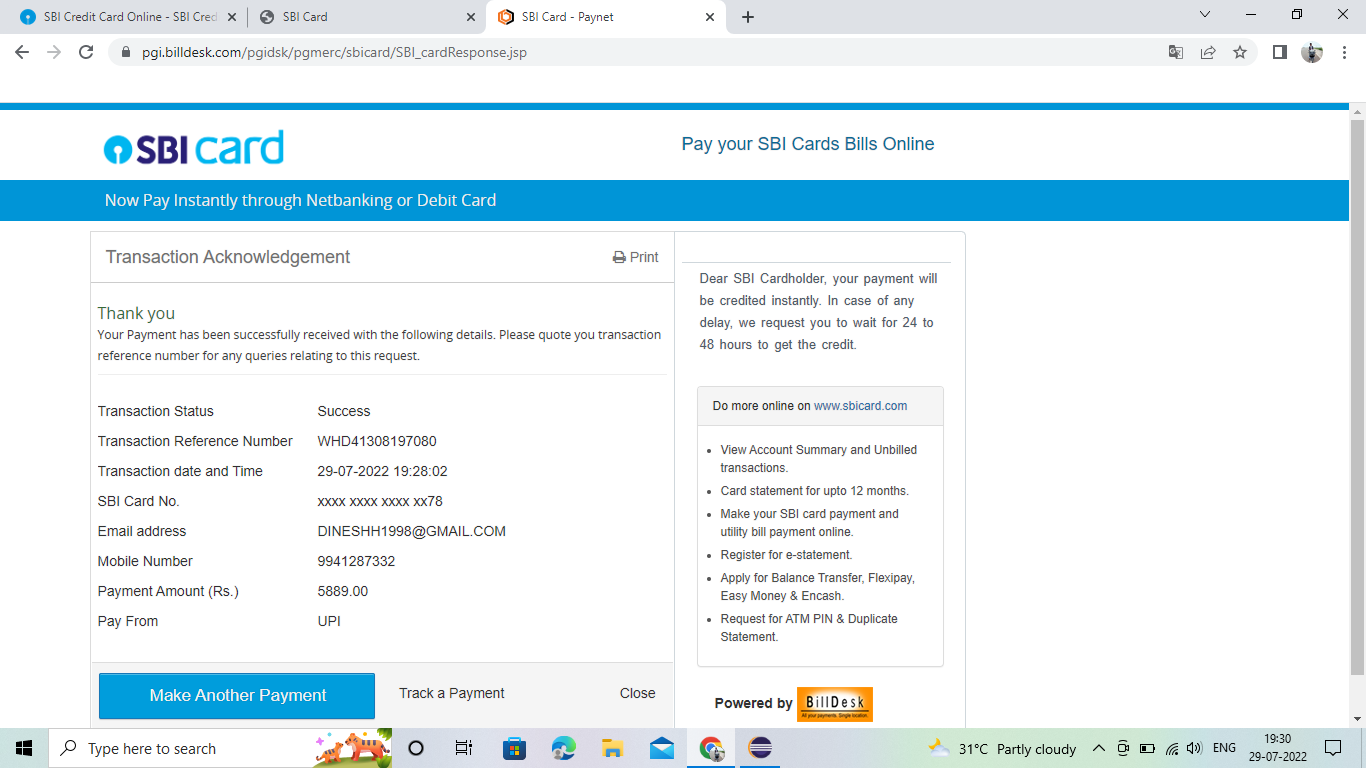 SBI Credit Card Online - SBI Cred
SBI Card
SBI Card - Paynet
pgi.billdesk.com/pgidsk/pgmerc/sbicard/SBI_cardResponse.jsp
SBI card
Pay your SBI Cards Bills Online
Now Pay Instantly through Netbanking or Debit Card
Transaction Acknowledgement
Print
Thank you
Your Payment has been successfully received with the following details. Please quote you transaction
reference number for any queries relating to this request.
Transaction Status Success
Transaction Reference Number WHD41308197080
Transaction date and Time 29-07-2022 19:28:02
SBI Card No. xxxx xxxx xxxx xx78
Email address DINESHH1998@GMAIL.COM
Mobile Number 9941287332
Payment Amount (Rs.) 5889.00
Pay From UPI
Make Another Payment
Track a Payment
Close
Dear SBI Cardholder, your payment will
be credited instantly. In case of any
delay, we request you to wait for 24 to
48 hours to get the credit.
Do more online on www.sbicard.com
View Account Summary and Unbilled
transactions.
Card statement for upto 12 months.
Make your SBI card payment and
utility bill payment online.
Register for e-statement.
Apply for Balance Transfer, Flexipay,
Easy Money & Encash.
Request for ATM PIN & Duplicate
Statement.
Powered by BillDesk
All your payments. Single location.
Type here to search
31°C Partly cloudy
ENG
19:30
29-07-2022